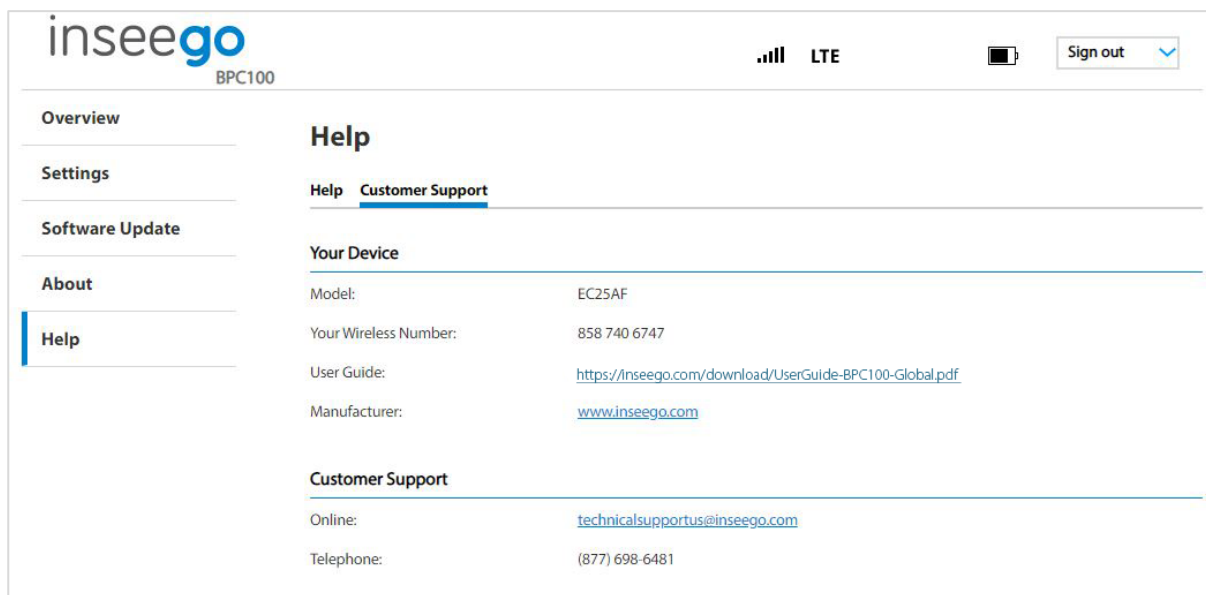 inseego
BPC100
LTE
Sign out
Overview
Settings
Software Update
About
Help
Help
Help Customer Support
Your Device
Model: EC25AF
Your Wireless Number: 858 740 6747
User Guide: https://inseego.com/download/UserGuide-BPC100-Global.pdf
Manufacturer: www.inseego.com
Customer Support
Online: technicalsupportus@inseego.com
Telephone: (877) 698-6481